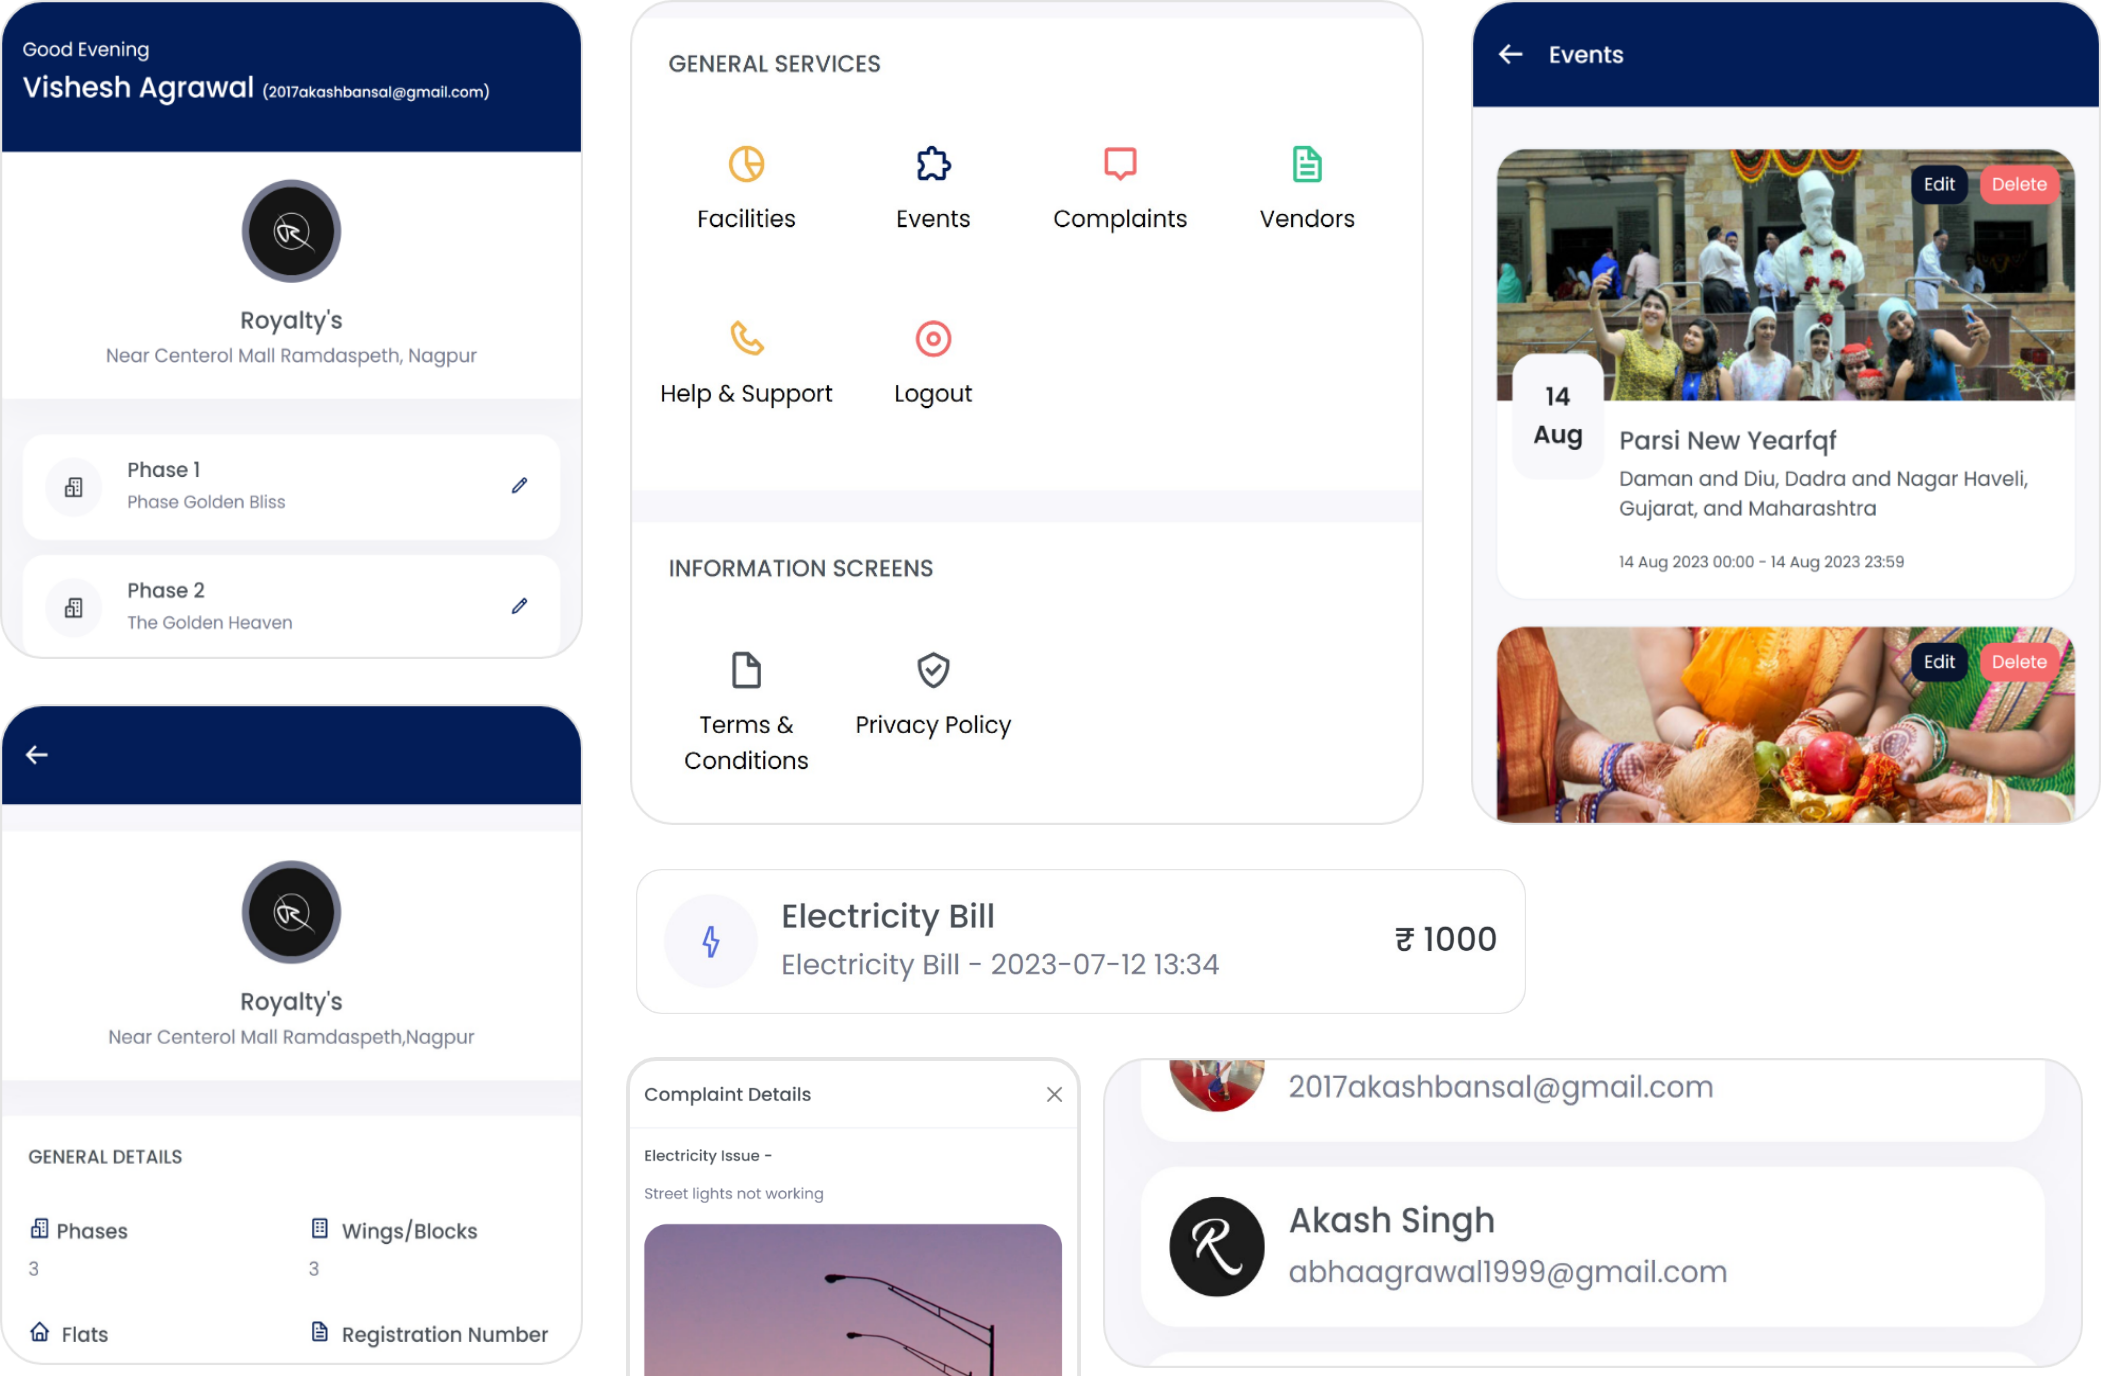 Good Evening
Vishesh Agrawal (2017akashbansal@gmail.com)
Royalty's
Near Centerol Mall Ramdaspeth, Nagpur
Phase 1
Phase Golden Bliss
Phase 2
The Golden Heaven
Royalty's
Near Centerol Mall Ramdaspeth,Nagpur
GENERAL DETAILS
Phases
Wings/Blocks
3
3
Flats
Registration Number
GENERAL SERVICES
Facilities
Events
Complaints
Vendors
Help & Support
Logout
INFORMATION SCREENS
Terms &
Conditions
Privacy Policy
Events
Edit
Delete
14
Aug
Parsi New Yearfqf
Daman and Diu, Dadra and Nagar Haveli,
Gujarat, and Maharashtra
14 Aug 2023 00:00 - 14 Aug 2023 23:59
Edit
Delete
Electricity Bill
Electricity Bill - 2023-07-12 13:34
₹ 1000
Complaint Details
Electricity Issue -
Street lights not working
2017akashbansal@gmail.com
R
Akash Singh
abhaagrawal1999@gmail.com